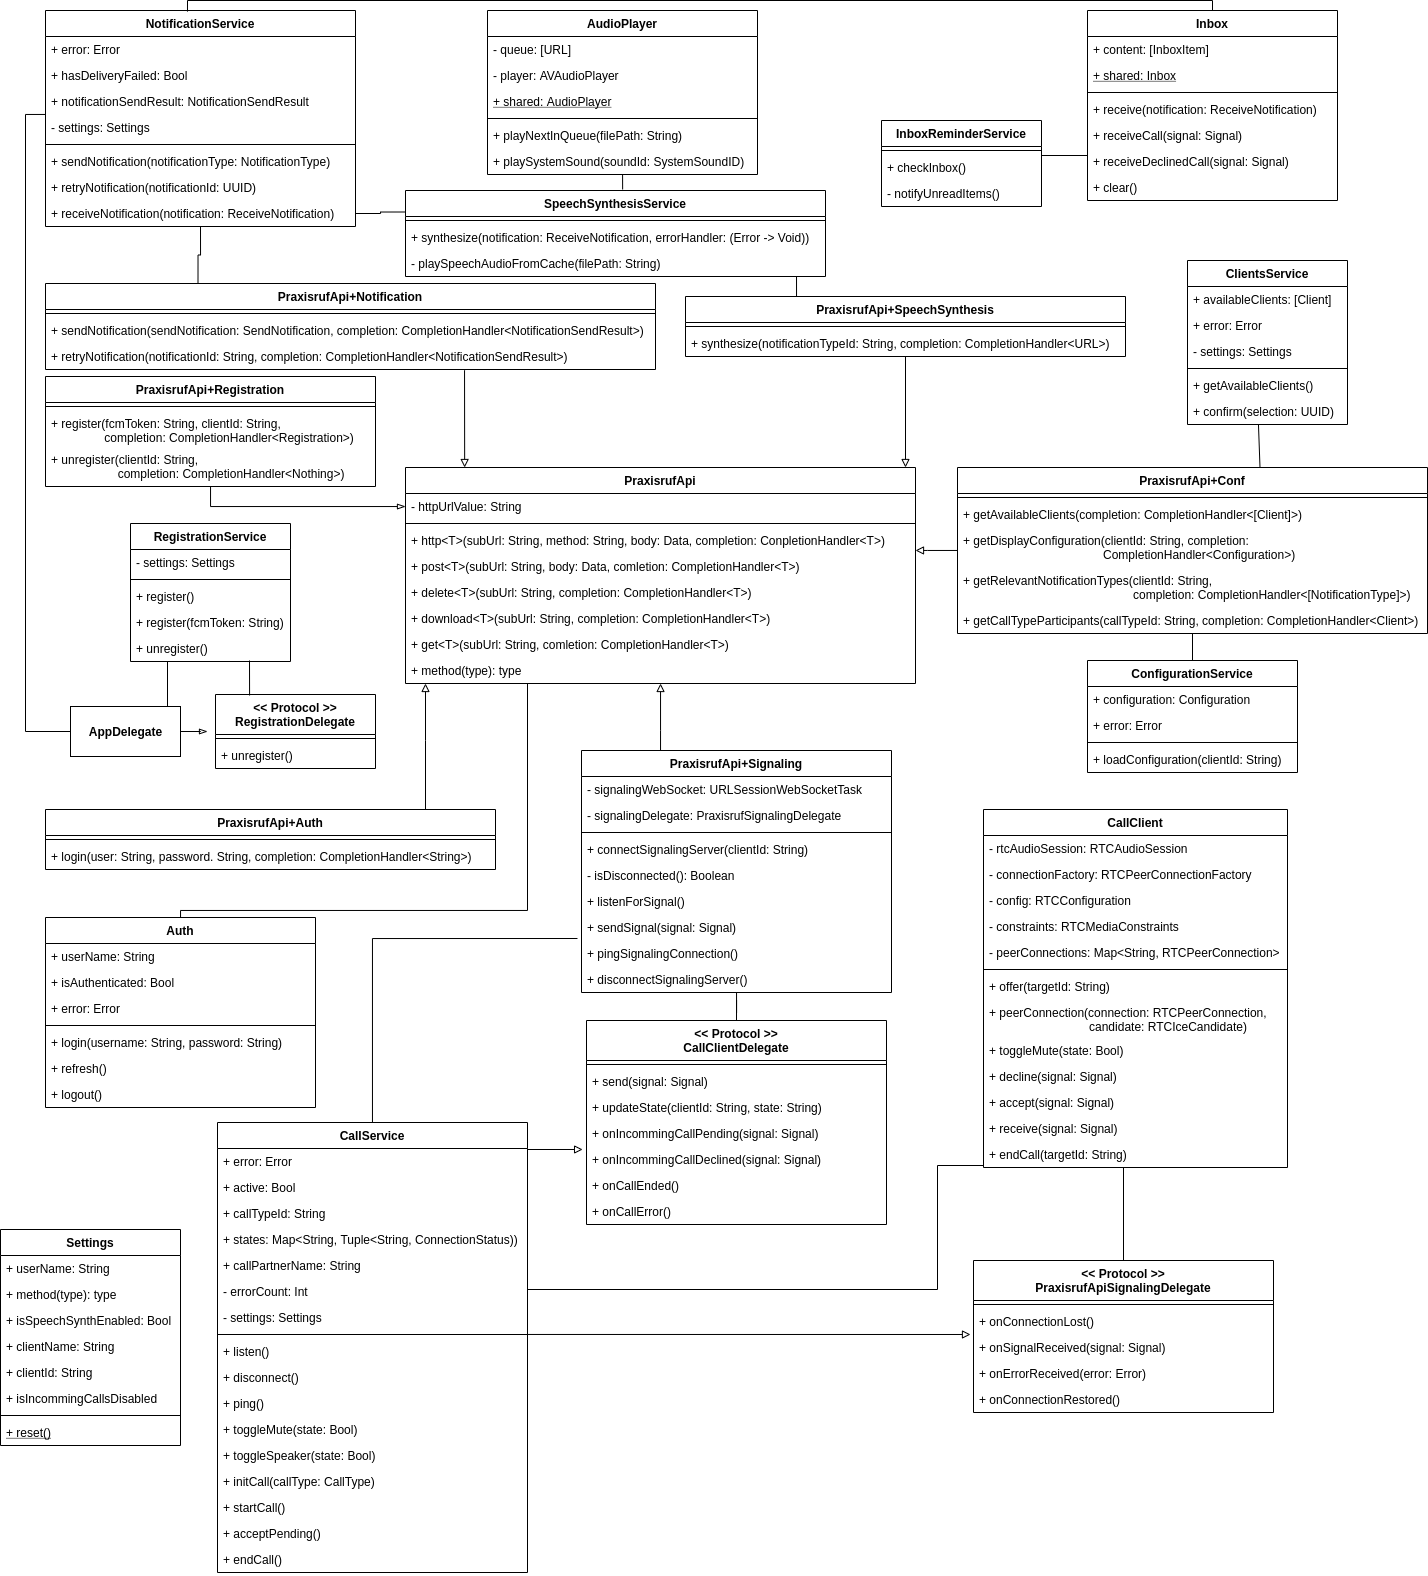 NotificationService
+ error: Error
+ hasDeliveryFailed: Bool
+ notificationSendResult: NotificationSendResult
- settings: Settings
+ sendNotification(notificationType: NotificationType)
+ retryNotification(notificationId: UUID)
+ receiveNotification(notification: ReceiveNotification)
AudioPlayer
- queue: [URL]
- player: AVAudioPlayer
+ shared: AudioPlayer
+ playNextInQueue(filePath: String)
+ playSystemSound(soundId: SystemSoundID)
Inbox
+ content: [InboxItem]
+ shared: Inbox
+ receive(notification: ReceiveNotification)
+ receiveCall(signal: Signal)
+ receiveDeclinedCall(signal: Signal)
+ clear()
InboxReminderService
+ checkInbox()
- notifyUnreadItems()
SpeechSynthesisService
+ synthesize(notification: ReceiveNotification, errorHandler: (Error -> Void))
- playSpeechAudioFromCache(filePath: String)
ClientsService
+ availableClients: [Client]
+ error: Error
- settings: Settings
+ getAvailableClients()
+ confirm(selection: UUID)
PraxisrufApi+Notification
+ sendNotification(sendNotification: SendNotification, completion: CompletionHandler<NotificationSendResult>)
+ retryNotification(notificationId: String, completion: CompletionHandler<NotificationSendResult>)
PraxisrufApi+SpeechSynthesis
+ synthesize(notificationTypeId: String, completion: CompletionHandler<URL>)
PraxisrufApi+Registration
+ register(fcmToken: String, clientId: String,
completion: CompletionHandler<Registration>)
+ unregister(clientId: String,
completion: CompletionHandler<Nothing>)
PraxisrufApi
- httpUrlValue: String
+ http<T>(subUrl: String, method: String, body: Data, completion: ConpletionHandler<T>)
+ post<T>(subUrl: String, body: Data, comletion: CompletionHandler<T>)
+ delete<T>(subUrl: String, completion: CompletionHandler<T>)
+ download<T>(subUrl: String, completion: CompletionHandler<T>)
+ get<T>(subUrl: String, comletion: CompletionHandler<T>)
+ method(type): type
PraxisrufApi+Conf
+ getAvailableClients(completion: CompletionHandler<[Client]>)
+ getDisplayConfiguration(clientId: String, completion:
CompletionHandler<Configuration>)
+ getRelevantNotificationTypes(clientId: String,
completion: CompletionHandler<[NotificationType]>)
+ getCallTypeParticipants(callTypeId: String, completion: CompletionHandler<Client>)
RegistrationService
- settings: Settings
+ register()
+ register(fcmToken: String)
+ unregister()
AppDelegate
<< Protocol >>
RegistrationDelegate
+ unregister()
ConfigurationService
+ configuration: Configuration
+ error: Error
+ loadConfiguration(clientId: String)
PraxisrufApi+Signaling
- signalingWebSocket: URLSessionWebSocketTask
- signalingDelegate: PraxisrufSignalingDelegate
+ connectSignalingServer(clientId: String)
- isDisconnected(): Boolean
+ listenForSignal()
+ sendSignal(signal: Signal)
+ pingSignalingConnection()
+ disconnectSignalingServer()
PraxisrufApi+Auth
+ login(user: String, password. String, completion: CompletionHandler<String>)
CallClient
- rtcAudioSession: RTCAudioSession
- connectionFactory: RTCPeerConnectionFactory
- config: RTCConfiguration
- constraints: RTCMediaConstraints
- peerConnections: Map<String, RTCPeerConnection>
+ offer(targetId: String)
+ peerConnection(connection: RTCPeerConnection,
candidate: RTCIceCandidate)
+ toggleMute(state: Bool)
+ decline(signal: Signal)
+ accept(signal: Signal)
+ receive(signal: Signal)
+ endCall(targetId: String)
Auth
+ userName: String
+ isAuthenticated: Bool
+ error: Error
+ login(username: String, password: String)
+ refresh()
+ logout()
<< Protocol >>
CallClientDelegate
+ send(signal: Signal)
+ updateState(clientId: String, state: String)
+ onIncommingCallPending(signal: Signal)
+ onIncommingCallDeclined(signal: Signal)
+ onCallEnded()
+ onCallError()
CallService
+ error: Error
+ active: Bool
+ callTypeId: String
+ states: Map<String, Tuple<String, ConnectionStatus))
+ callPartnerName: String
- errorCount: Int
- settings: Settings
+ listen()
+ disconnect()
+ ping()
+ toggleMute(state: Bool)
+ toggleSpeaker(state: Bool)
+ initCall(callType: CallType)
+ startCall()
+ acceptPending()
+ endCall()
Settings
+ userName: String
+ method(type): type
+ isSpeechSynthEnabled: Bool
+ clientName: String
+ clientId: String
+ isIncommingCallsDisabled
+ reset()
<< Protocol >>
PraxisrufApiSignalingDelegate
+ onConnectionLost()
+ onSignalReceived(signal: Signal)
+ onErrorReceived(error: Error)
+ onConnectionRestored()